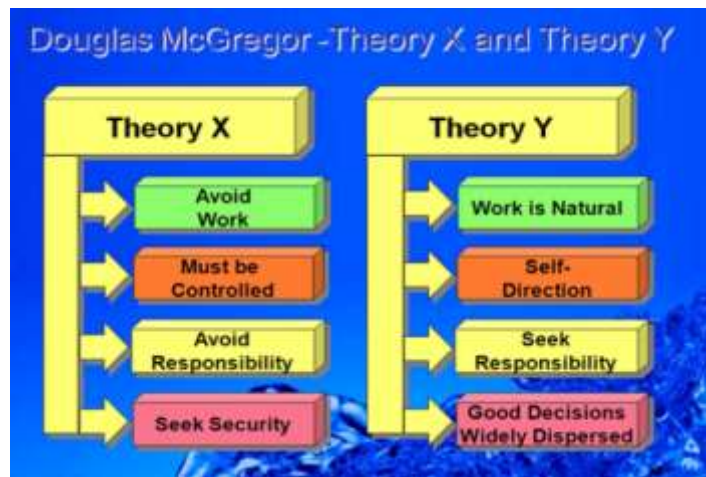 Douglas McGregor -Theory X and Theory Y
Theory X
Avoid
Work
Must be
Controlled
Avoid
Responsibility
Seek Security
Theory Y
Work is Natural
Self-
Direction
Seek
Responsibility
Good Decisions
Widely Dispersed